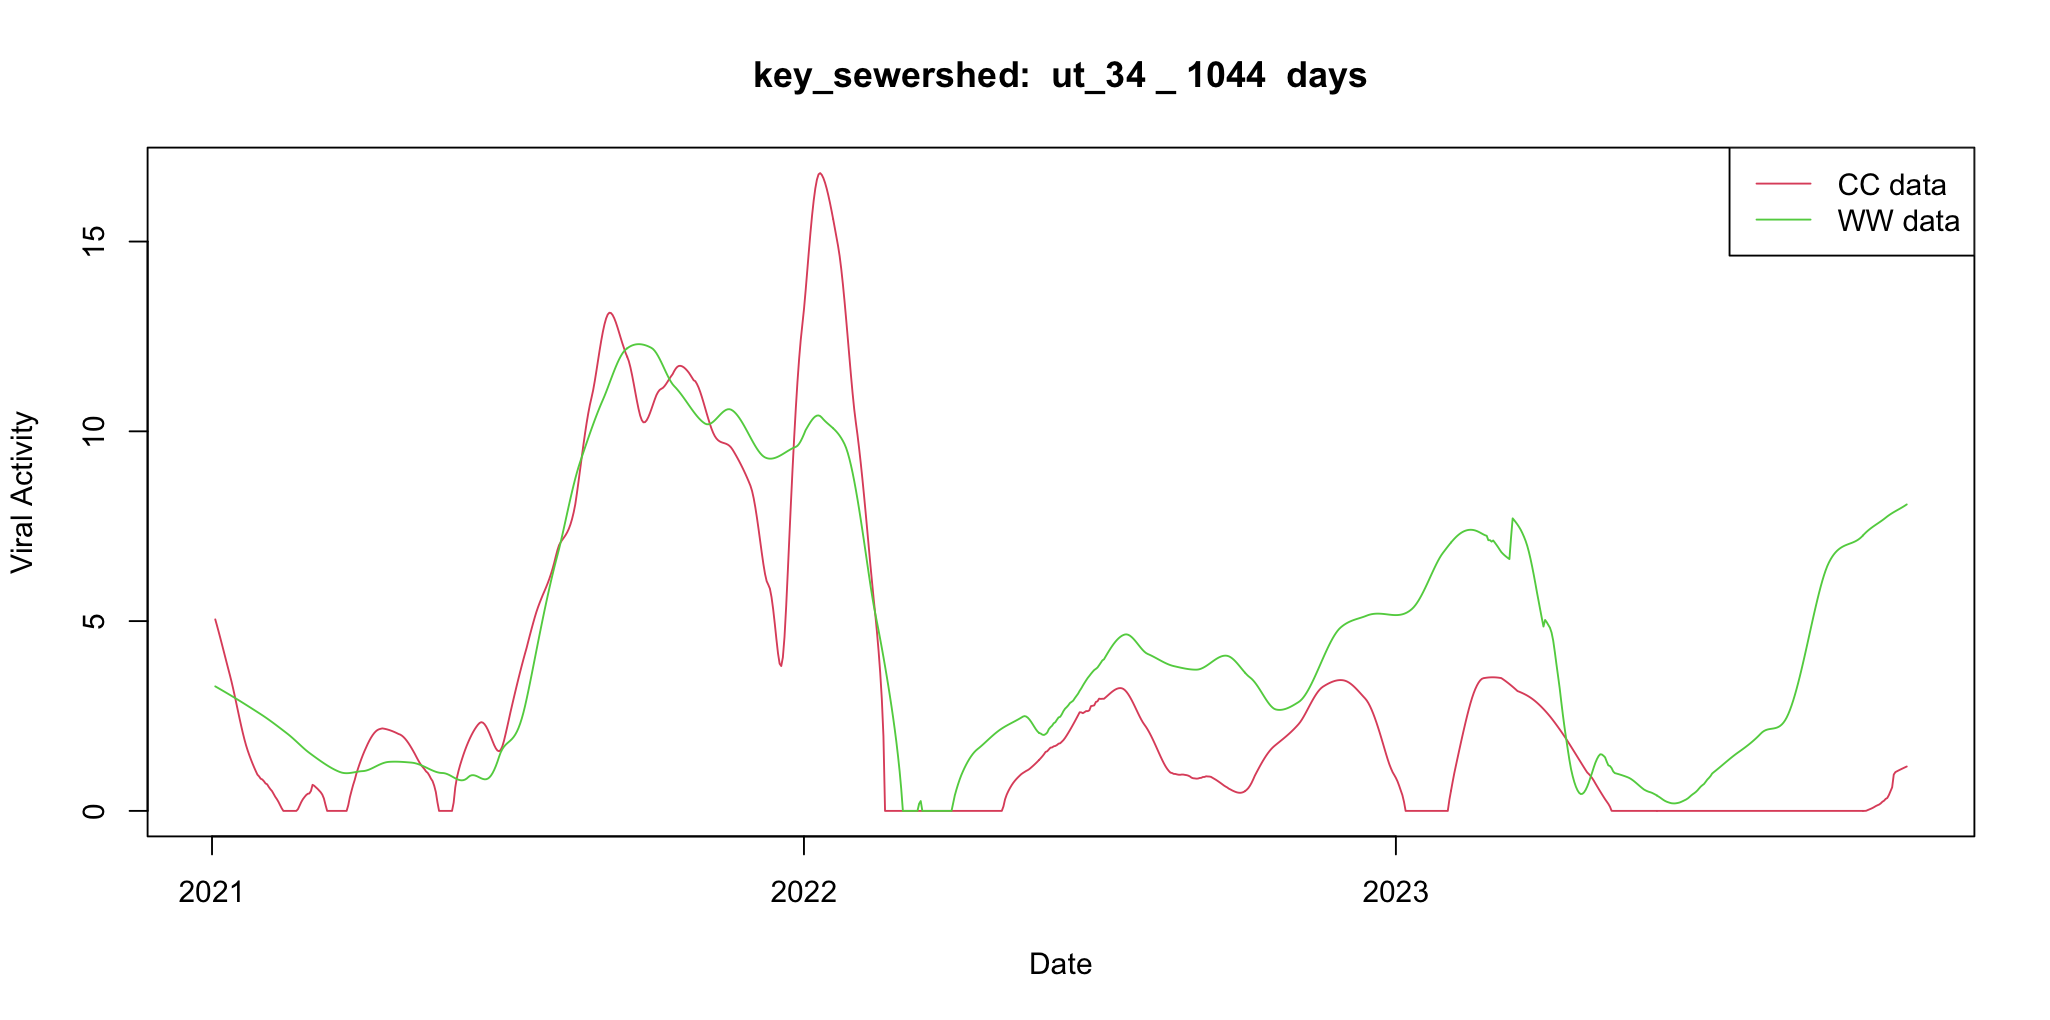 key_sewershed:  ut_34 _ 1044  days
CC data
WW data
Viral Activity
15
10
5
0
2021
2022
2023
Date